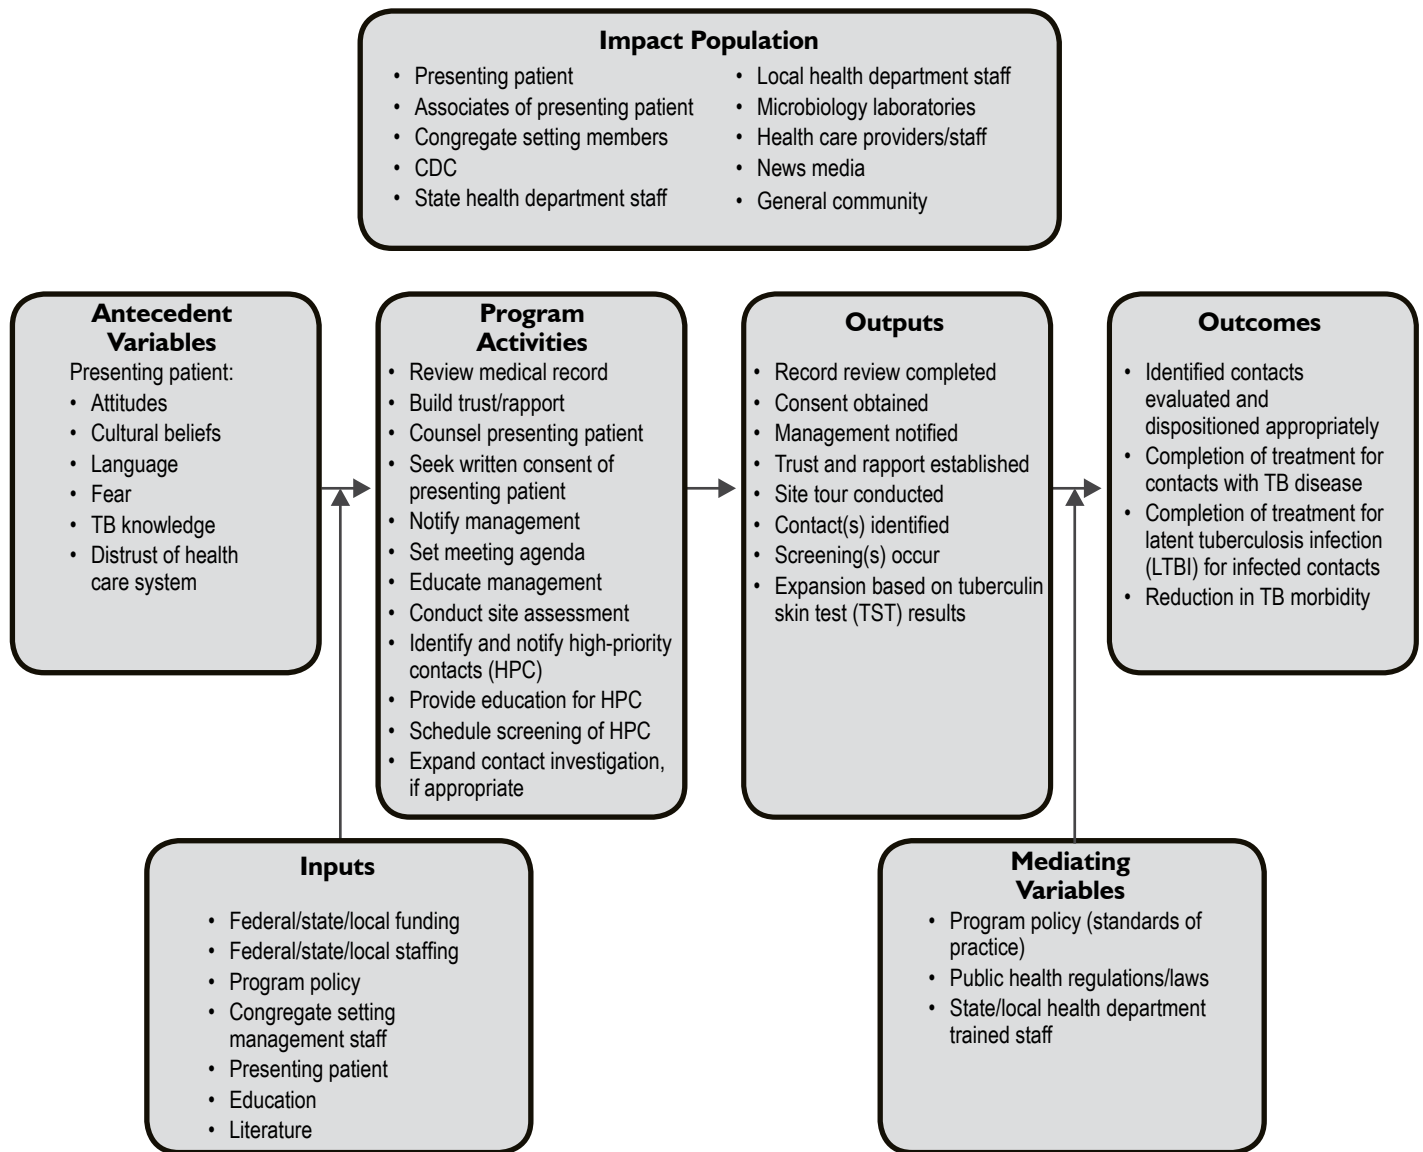 Impact Population
• Presenting patient
• Associates of presenting patient
• Congregate setting members
• CDC
• State health department staff
• Local health department staff
• Microbiology laboratories
• Health care providers/staff
• News media
• General community
Antecedent
Variables
Presenting patient:
• Attitudes
• Cultural beliefs
• Language
• Fear
• TB knowledge
• Distrust of health
care system
Program
Activities
• Review medical record
• Build trust/rapport
• Counsel presenting patient
• Seek written consent of
presenting patient
• Notify management
• Set meeting agenda
• Educate management
• Conduct site assessment
• Identify and notify high-priority
contacts (HPC)
• Provide education for HPC
• Schedule screening of HPC
• Expand contact investigation,
if appropriate
Outputs
• Record review completed
• Consent obtained
• Management notified
• Trust and rapport established
• Site tour conducted
• Contact(s) identified
• Screening(s) occur
• Expansion based on tuberculin
skin test (TST) results
Outcomes
• Identified contacts
evaluated and
dispositioned appropriately
• Completion of treatment for
contacts with TB disease
• Completion of treatment for
latent tuberculosis infection
(LTBI) for infected contacts
• Reduction in TB morbidity
Inputs
• Federal/state/local funding
• Federal/state/local staffing
• Program policy
• Congregate setting
management staff
• Presenting patient
• Education
• Literature
Mediating
Variables
• Program policy (standards of
practice)
• Public health regulations/laws
• State/local health department
trained staff